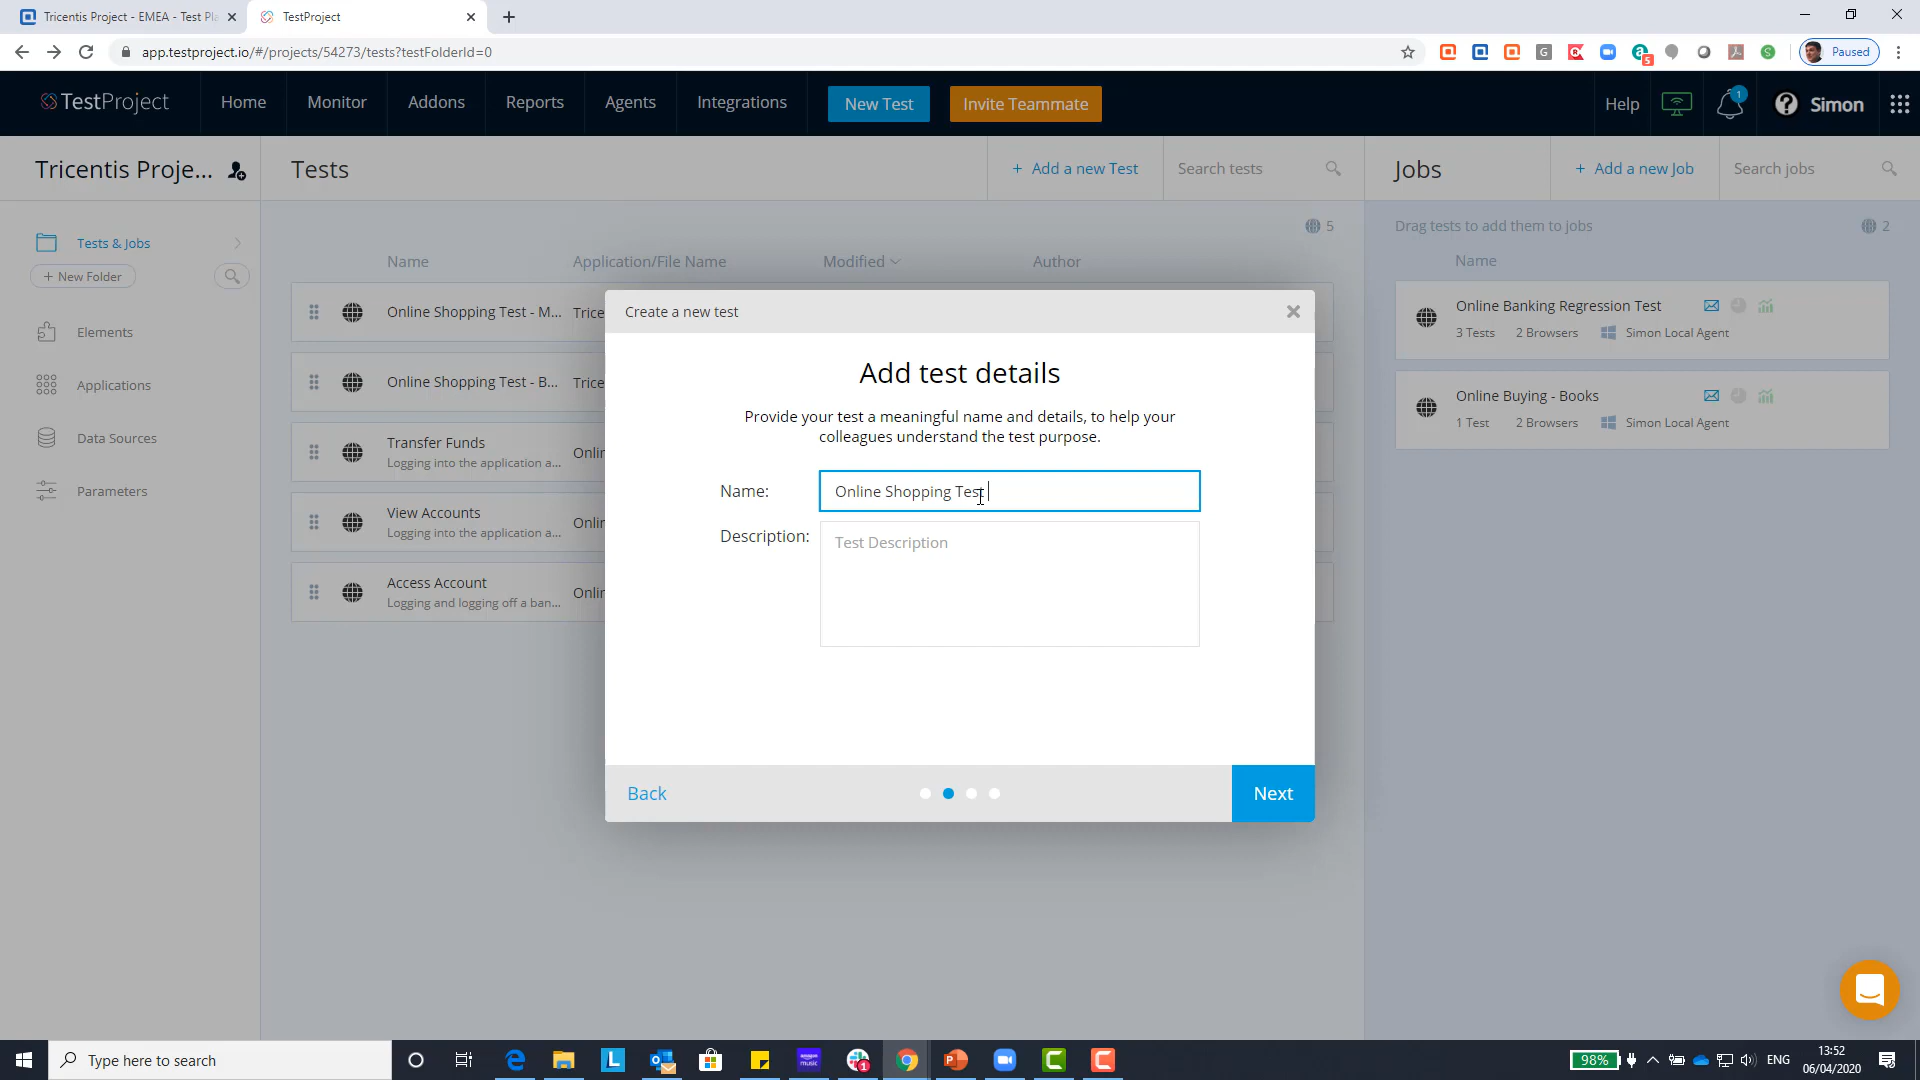 Tricentis Project - EMEA - Test Pla
TestProject
app.testproject.io/#/projects/54273/tests?testFolderId=0
5
Paused
TestProject
Home
Monitor
Addons
Reports
Agents
Integrations
New Test
Invite Teammate
Help
1
Simon
Tricentis Proje...
Tests
+ Add a new Test
Search tests
Jobs
+ Add a new Job
Search jobs
Tests & Jobs
+ New Folder
Elements
Applications
Data Sources
Parameters
5
Name
Application/File Name
Modified
Author
Online Shopping Test - M...
Trice
Online Shopping Test - B...
Trice
Transfer Funds
Logging into the application a...
Onlin
View Accounts
Logging into the application a...
Onlin
Access Account
Logging and logging off a ban...
Onlin
Drag tests to add them to jobs
2
Name
Online Banking Regression Test
3 Tests
2 Browsers
Simon Local Agent
Online Buying - Books
1 Test
2 Browsers
Simon Local Agent
Create a new test
Add test details
Provide your test a meaningful name and details, to help your
colleagues understand the test purpose.
Name:
Online Shopping Test
Description:
Test Description
Back
Next
Type here to search
L
amazon music
1
98%
ENG
13:52
06/04/2020